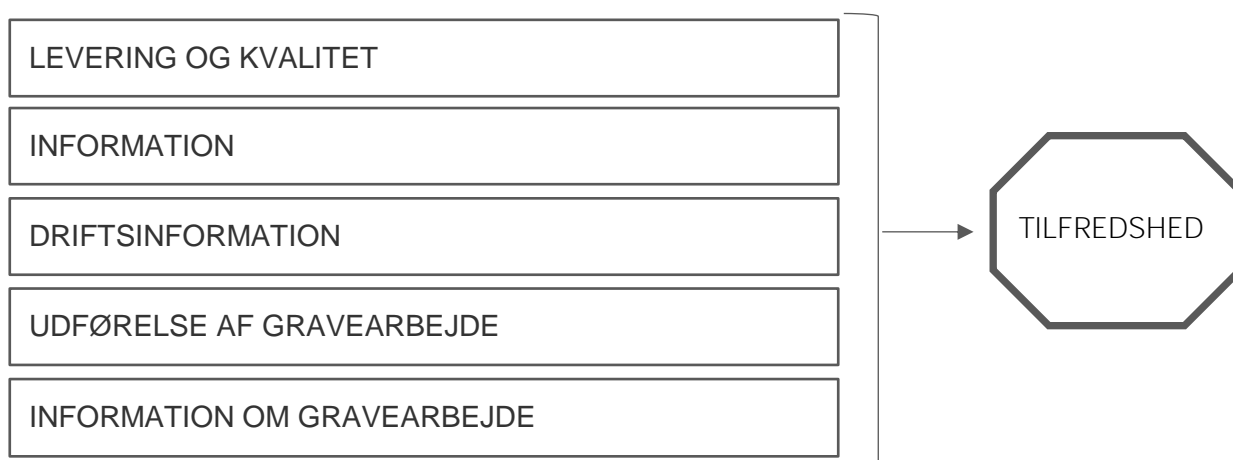 LEVERING OG KVALITET
INFORMATION
DRIFTSINFORMATION
UDFØRELSE AF GRAVEARBEJDE
INFORMATION OM GRAVEARBEJDE
TILFREDSHED